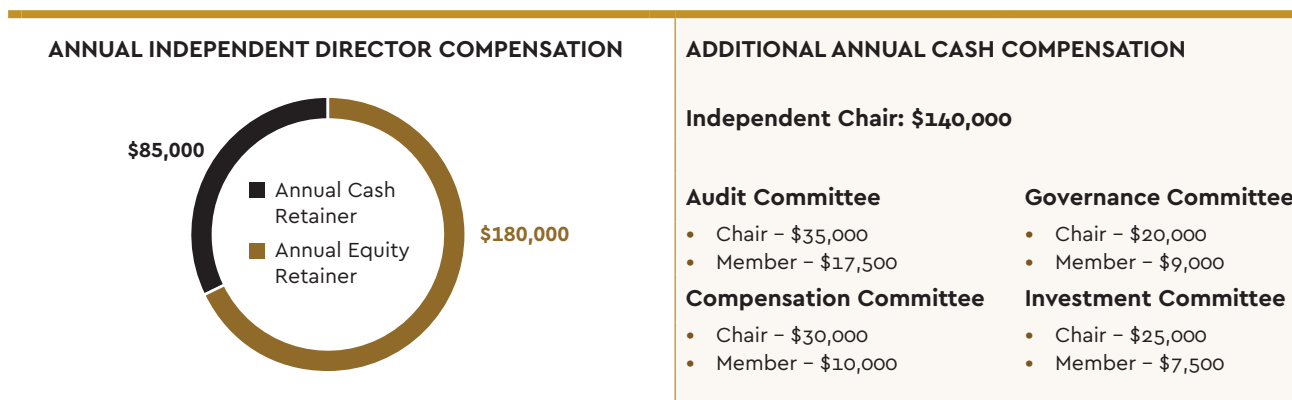 ANNUAL INDEPENDENT DIRECTOR COMPENSATION
$85,000
Annual Cash
Retainer
Annual Equity
Retainer
$180,000
ADDITIONAL ANNUAL CASH COMPENSATION
Independent Chair: $140,000
Audit Committee
• Chair – $35,000
• Member – $17,500
Governance Committee
• Chair – $20,000
• Member – $9,000
Compensation Committee
• Chair – $30,000
• Member – $10,000
Investment Committee
• Chair – $25,000
• Member – $7,500